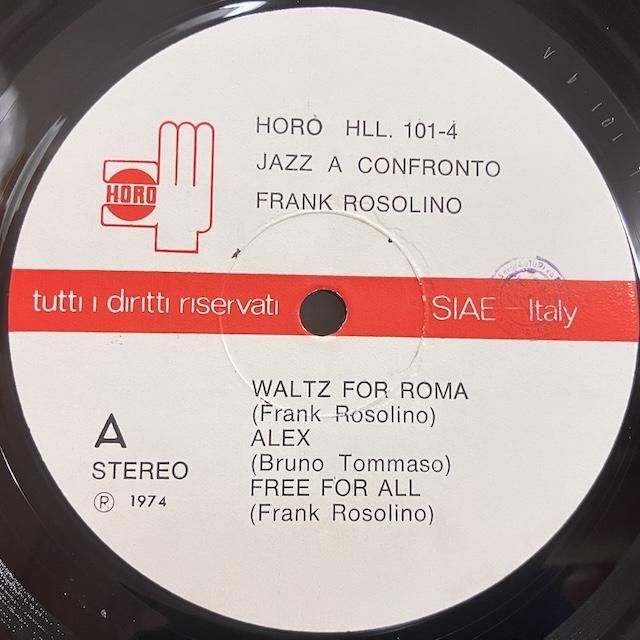 HORO HLL. 101-4
JAZZ A CONFRONTO
FRANK ROSOLINO
HORO
tutti i diritti riservati
SIAE - Italy
WALTZ FOR ROMA
(Frank Rosolino)
ALEX
(Bruno Tommaso)
FREE FOR ALL
(Frank Rosolino)
A
STEREO
Ⓡ 1974